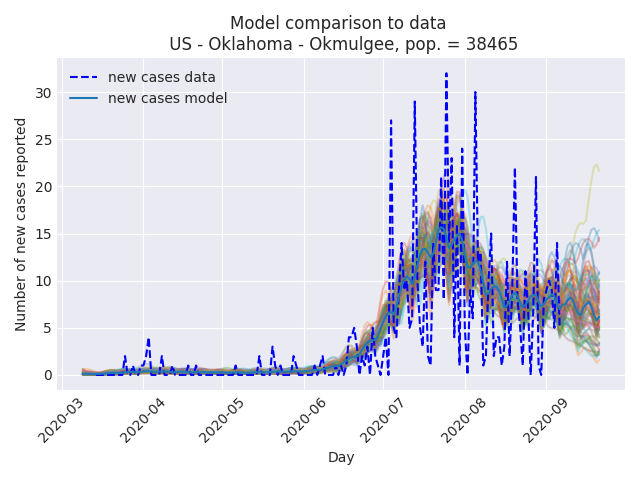 Model comparison to data
US - Oklahoma - Okmulgee, pop. = 38465
new cases data
new cases model
Number of new cases reported
30
25
20
15
10
5
0
2020-03
2020-04
2020-05
2020-06
2020-07
2020-08
2020-09
Day